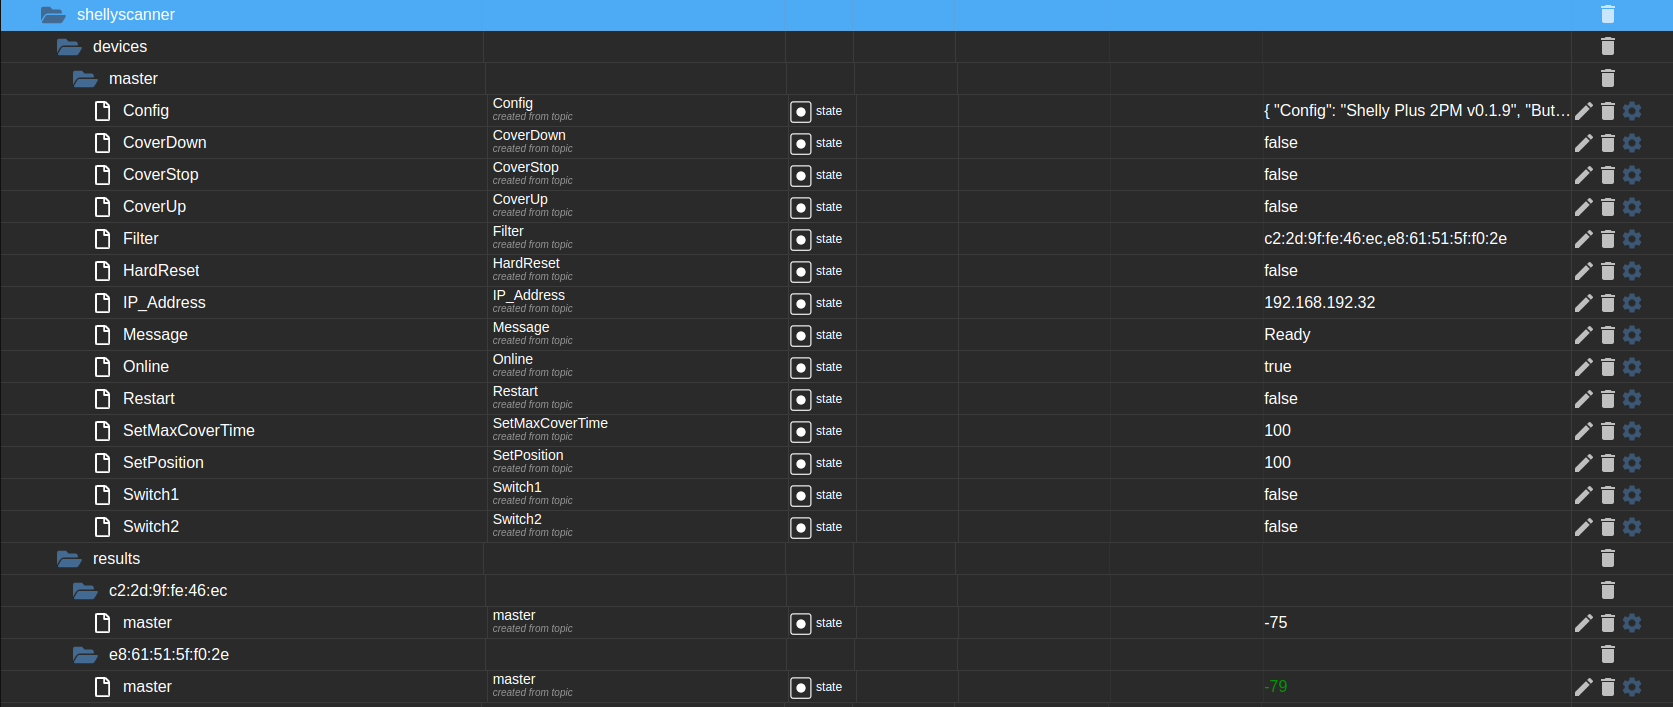 shellyscanner
devices
master
Config Config state { "Config": "Shelly Plus 2PM v0.1.9", "But...
created from topic
CoverDown CoverDown state false
created from topic
CoverStop CoverStop state false
created from topic
CoverUp CoverUp state false
created from topic
Filter Filter state c2:2d:9f:fe:46:ec,e8:61:51:5f:f0:2e
created from topic
HardReset HardReset state false
created from topic
IP_Address IP_Address state 192.168.192.32
created from topic
Message Message state Ready
created from topic
Online Online state true
created from topic
Restart Restart state false
created from topic
SetMaxCoverTime SetMaxCoverTime state 100
created from topic
SetPosition SetPosition state 100
created from topic
Switch1 Switch1 state false
created from topic
Switch2 Switch2 state false
created from topic
results
c2:2d:9f:fe:46:ec
master master state -75
created from topic
e8:61:51:5f:f0:2e
master master state -79
created from topic